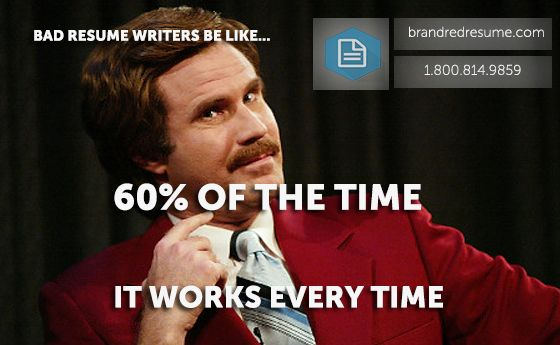 BAD RESUME WRITERS BE LIKE...
brandredresume.com
1.800.814.9859
60% OF THE TIME
IT WORKS EVERY TIME